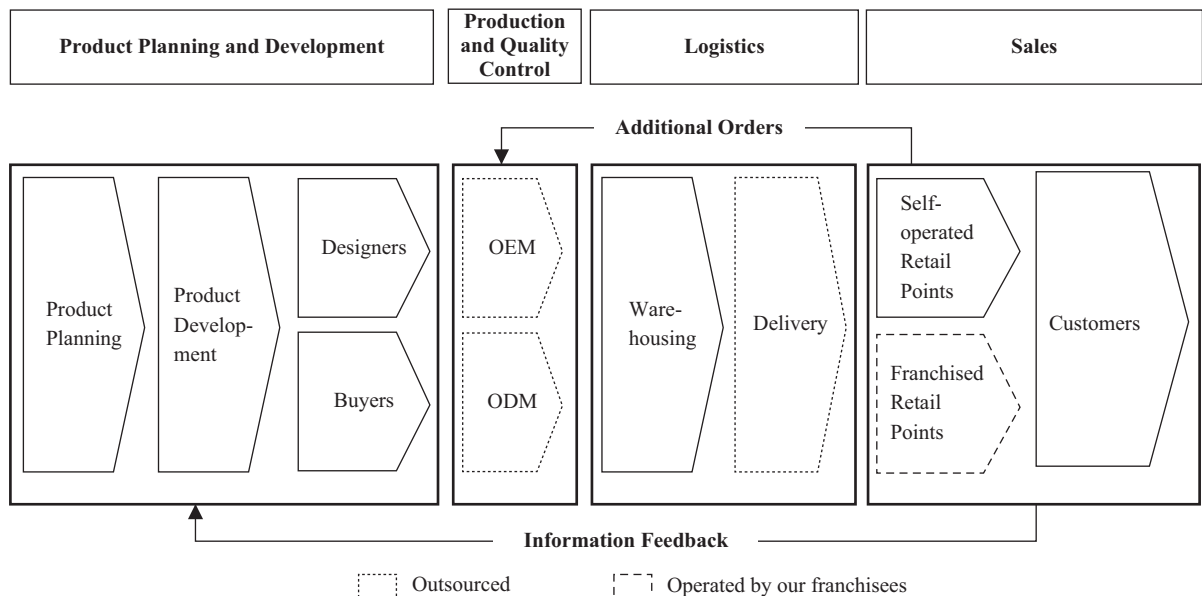 Product Planning and Development
Production
and Quality
Control
Logistics
Sales
Additional Orders
Product
Planning
Product
Develop-
ment
Designers
Buyers
OEM
ODM
Ware-
housing
Delivery
Self-
operated
Retail
Points
Franchised
Retail
Points
Customers
Information Feedback
Outsourced
Operated by our franchisees